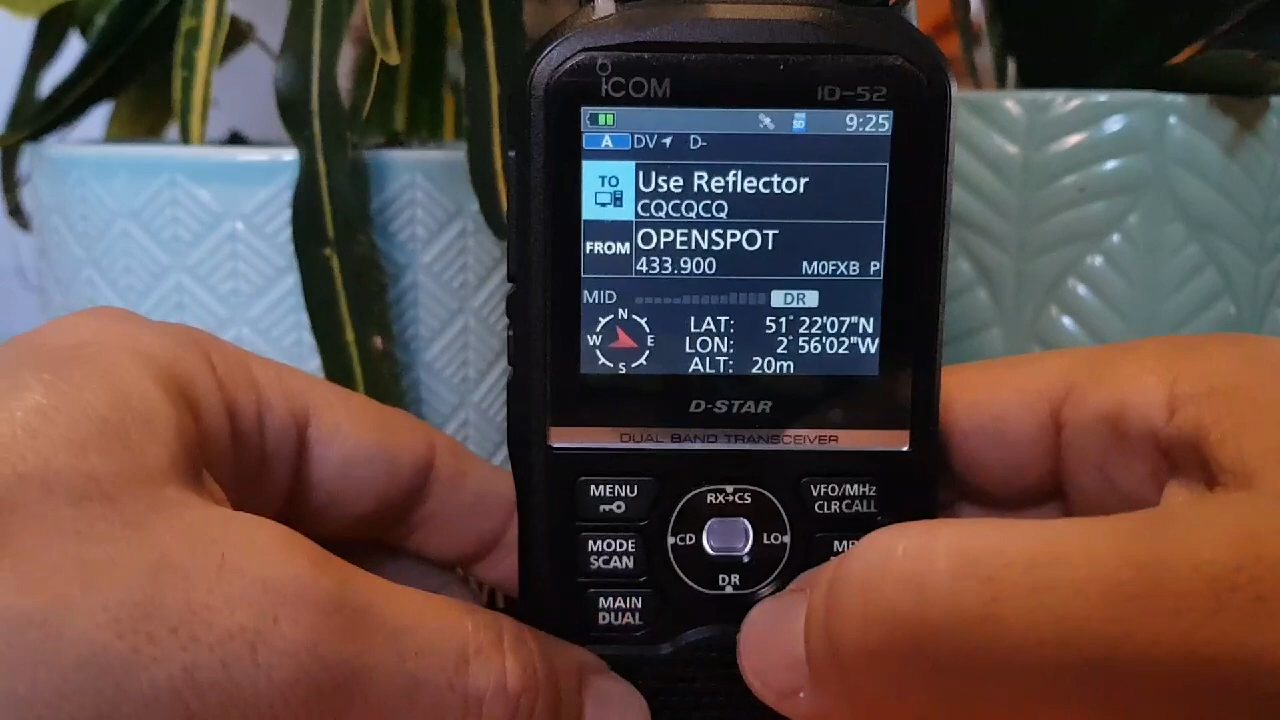 iCOM ID-52
9:25
A DV D-
TO Use Reflector
CQCQCQ
FROM OPENSPOT
433.900 M0FXB P
MID DR
N
W E
S
LAT: 51°22'07"N
LON: 2°56'02"W
ALT: 20m
D-STAR
DUAL BAND TRANSCEIVER
MENU
RX→CS
VFO/MHz
CLR CALL
CD
LO
MODE
SCAN
DR
MAIN
DUAL